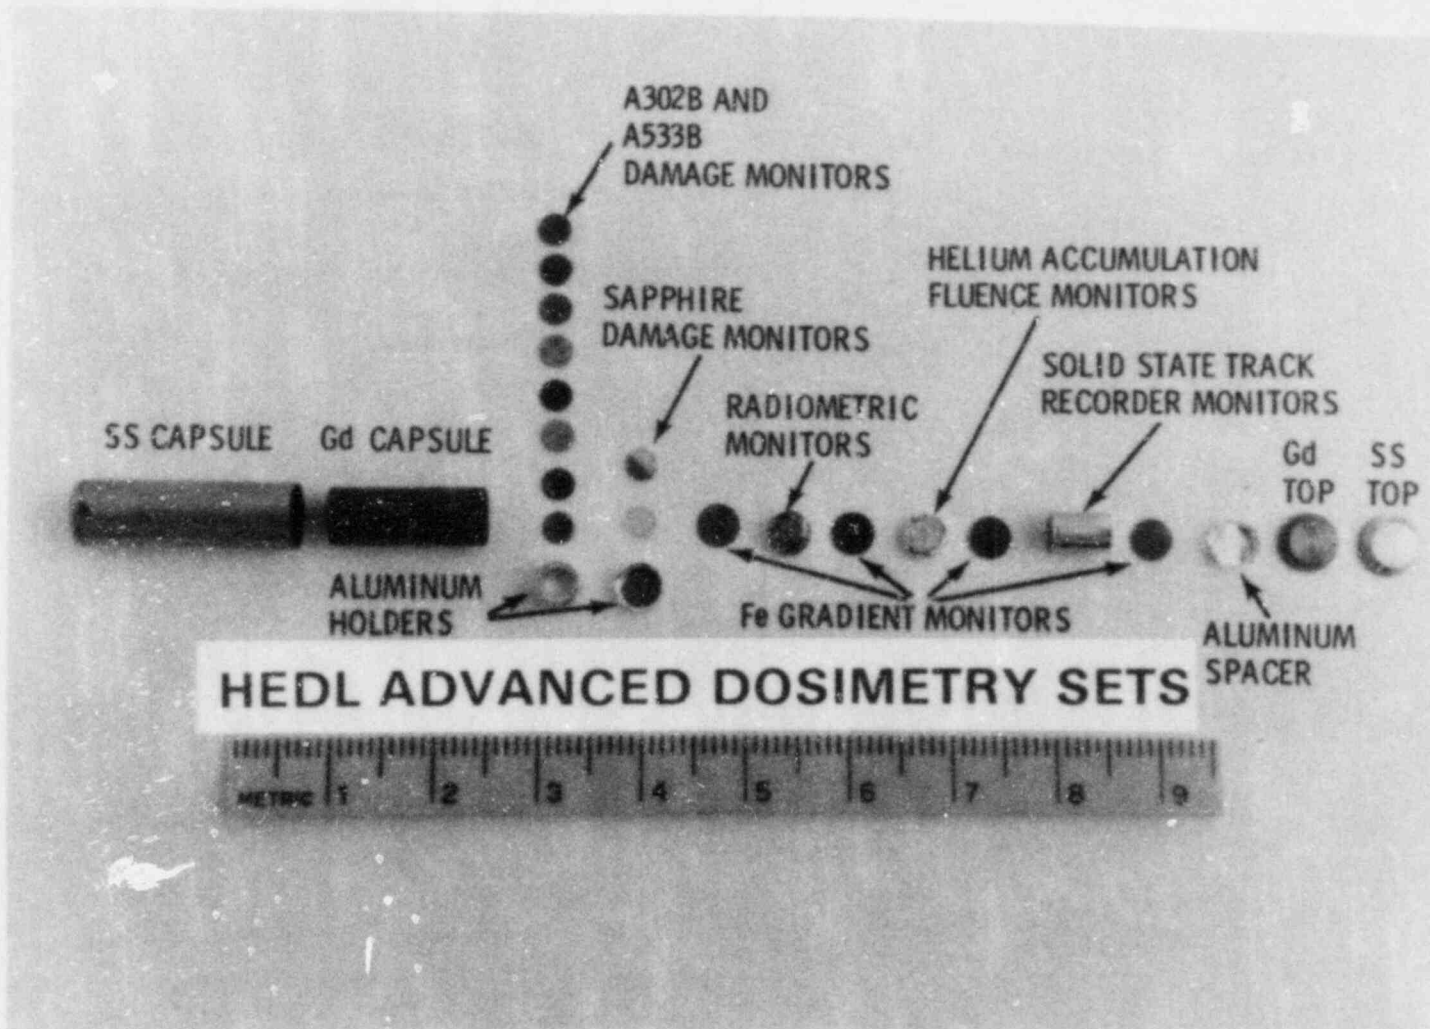 A302B AND
A533B
DAMAGE MONITORS
HELIUM ACCUMULATION
FLUENCE MONITORS
SAPPHIRE
DAMAGE MONITORS
SOLID STATE TRACK
RECORDER MONITORS
RADIOMETRIC
MONITORS
SS CAPSULE
Gd CAPSULE
Gd
TOP
SS
TOP
ALUMINUM
HOLDERS
Fe GRADIENT MONITORS
ALUMINUM
SPACER
HEDL ADVANCED DOSIMETRY SETS
METRIC 1 2 3 4 5 6 7 8 9